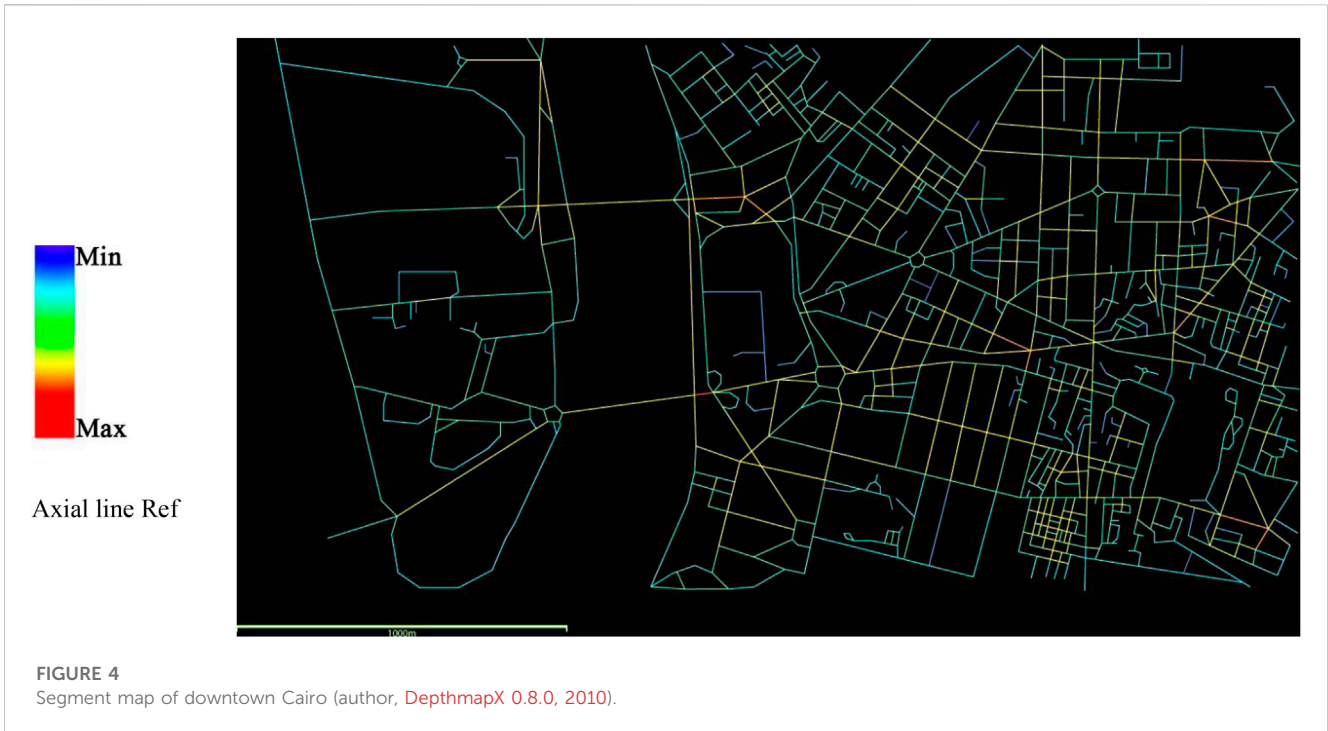 Min
Max
Axial line Ref
1000m
FIGURE 4
Segment map of downtown Cairo (author, DepthmapX 0.8.0, 2010).